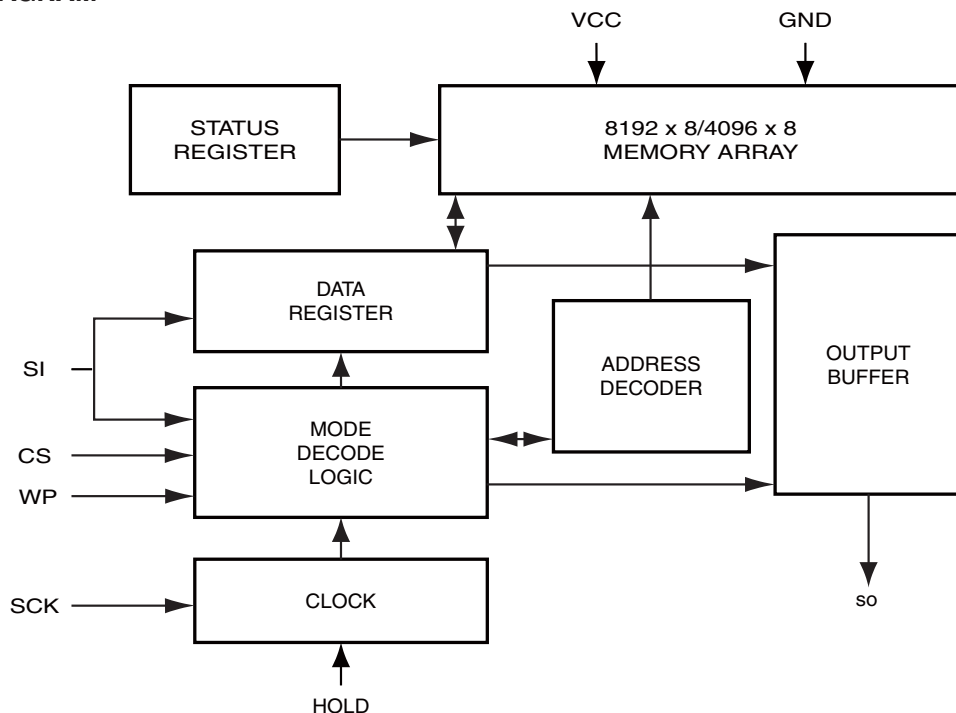 VCC
GND
STATUS
REGISTER
8192 x 8/4096 x 8
MEMORY ARRAY
DATA
REGISTER
SI
ADDRESS
DECODER
OUTPUT
BUFFER
MODE
DECODE
LOGIC
CS
WP
SCK
CLOCK
so
HOLD